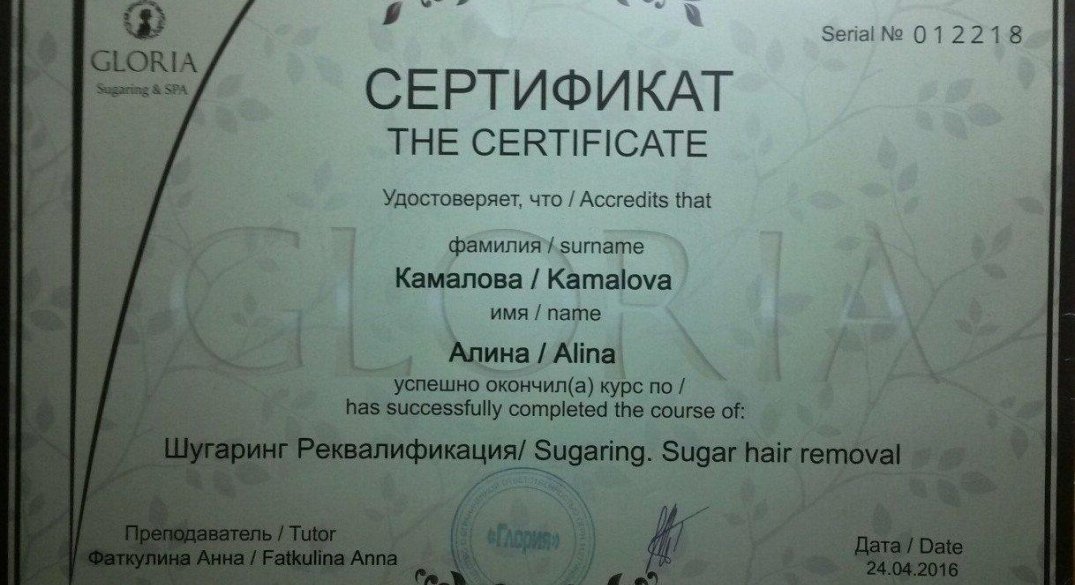 GLORIA
Sugaring & SPA
Serial № 012218
СЕРТИФИКАТ
THE CERTIFICATE
Удостоверяет, что / Accredits that
фамилия / surname
Камалова / Kamalova
имя / name
Алина / Alina
успешно окончил(а) курс по /
has successfully completed the course of:
Шугаринг Реквалификация/ Sugaring. Sugar hair removal
GLORIA
«Глория»
Преподаватель / Tutor
Фаткулина Анна / Fatkulina Anna
Дата / Date
24.04.2016